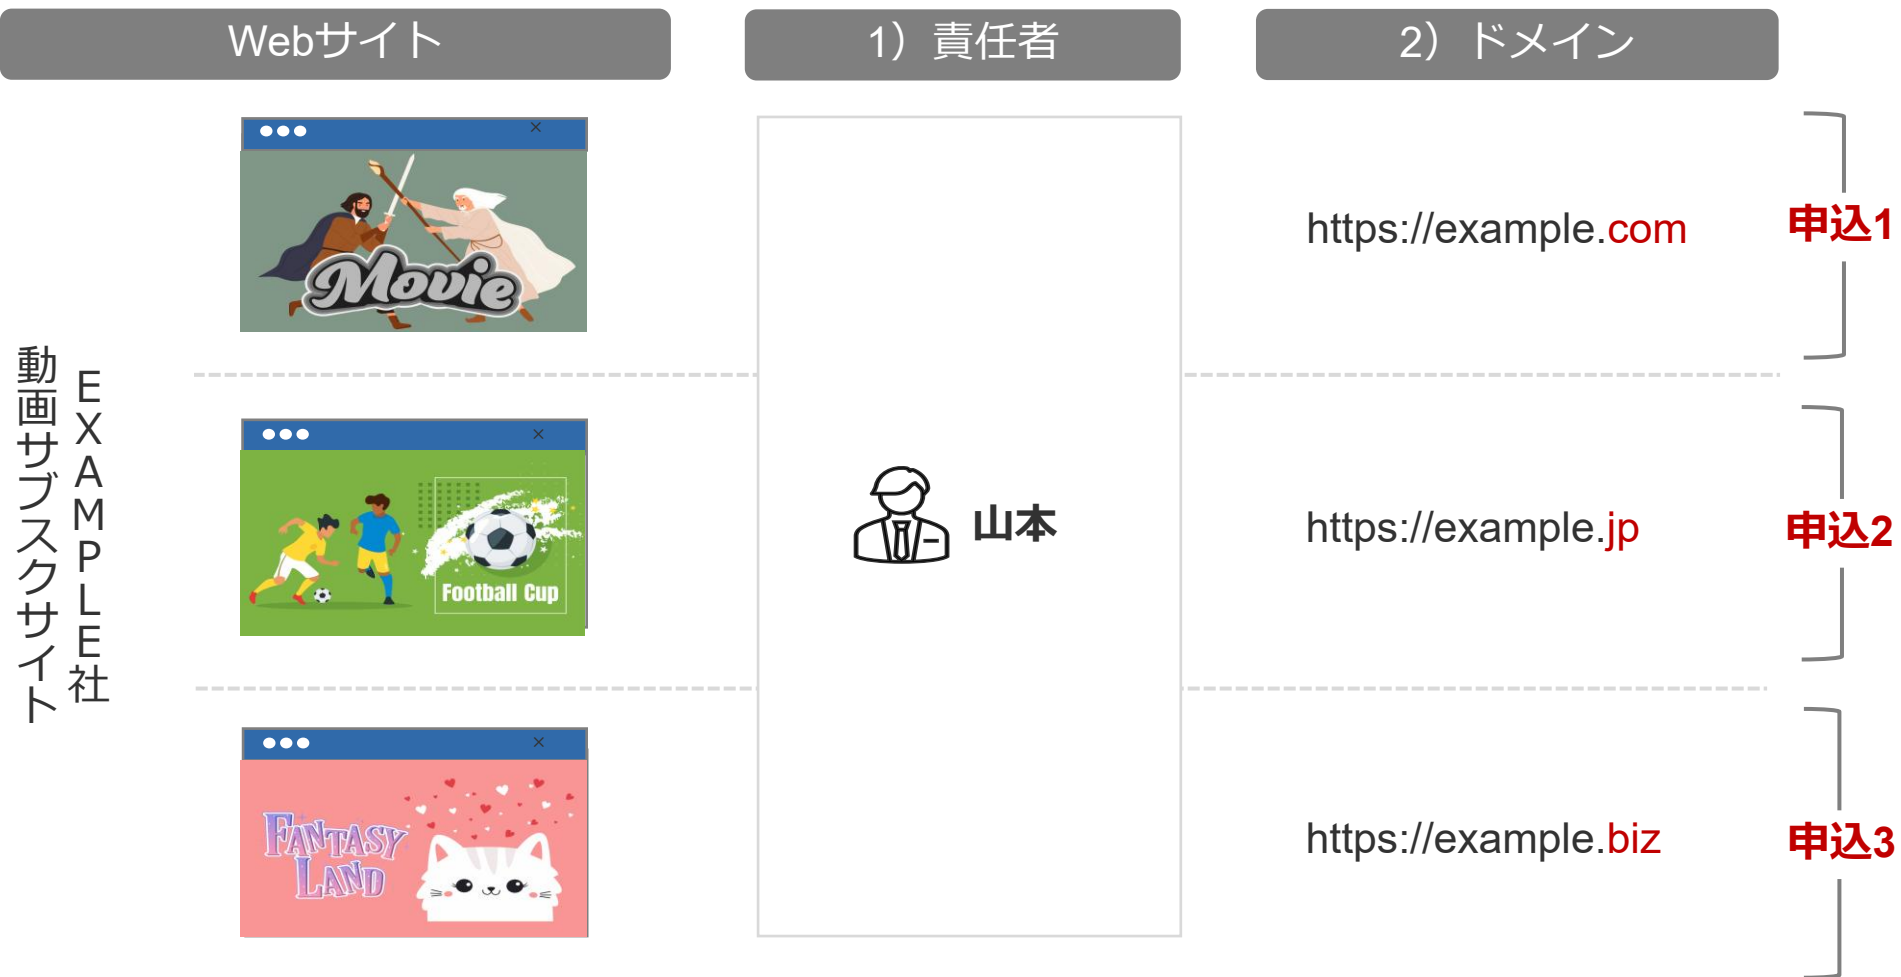 Webサイト
1）責任者
2）ドメイン
EXAMPLE社
動画サブスクサイト
Movie
https://example.com
申込1
Football Cup
山本
https://example.jp
申込2
FANTASY
LAND
https://example.biz
申込3